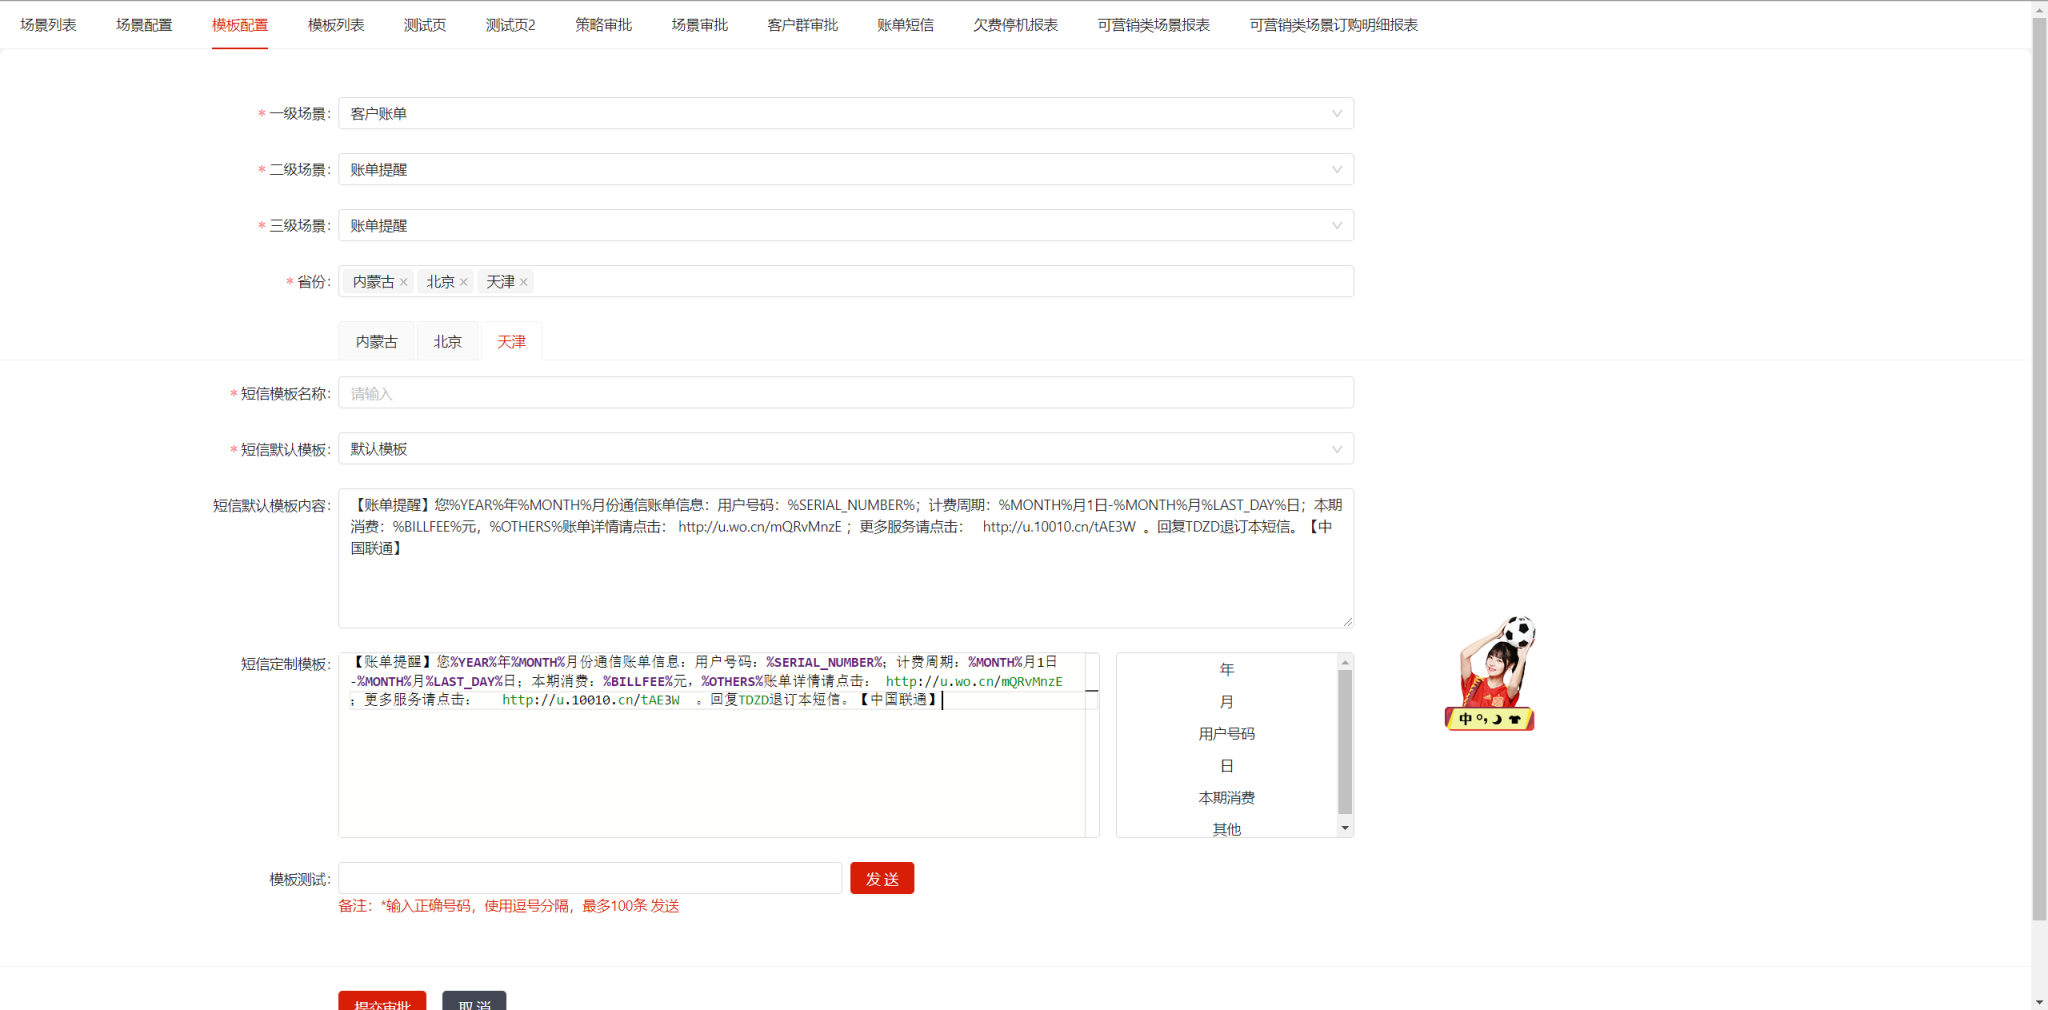 场景列表 场景配置 模板配置 模板列表 测试页 测试页2 策略审批 场景审批 客户群审批 账单短信 欠费停机报表 可营销类场景报表 可营销类场景订购明细报表
* 一级场景: 客户账单
* 二级场景: 账单提醒
* 三级场景: 账单提醒
* 省份: 内蒙古 × 北京 × 天津 ×
内蒙古 北京 天津
* 短信模板名称: 请输入
* 短信默认模板: 默认模板
短信默认模板内容: 【账单提醒】您%YEAR%年%MONTH%月份通信账单信息：用户号码：%SERIAL_NUMBER%；计费周期：%MONTH%月1日-%MONTH%月%LAST_DAY%日；本期
消费：%BILLFEE%元，%OTHERS%账单详情请点击： http://u.wo.cn/mQRvMnzE ；更多服务请点击： http://u.10010.cn/tAE3W 。回复TDZD退订本短信。【中
国联通】
短信定制模板: 【账单提醒】您%YEAR%年%MONTH%月份通信账单信息：用户号码：%SERIAL_NUMBER%；计费周期：%MONTH%月1日
-%MONTH%月%LAST_DAY%日；本期消费：%BILLFEE%元，%OTHERS%账单详情请点击： http://u.wo.cn/mQRvMnzE
；更多服务请点击： http://u.10010.cn/tAE3W 。回复TDZD退订本短信。【中国联通】
年
月
用户号码
日
本期消费
其他
中
模板测试: 发 送
备注：*输入正确号码，使用逗号分隔，最多100条 发送
提交审批 取 消